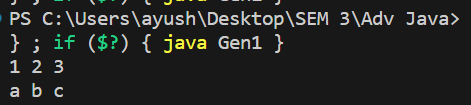 PS C:\Users\ayush\Desktop\SEM 3\Adv Java>
} ; if ($?) { java Gen1 }
1 2 3
a b c